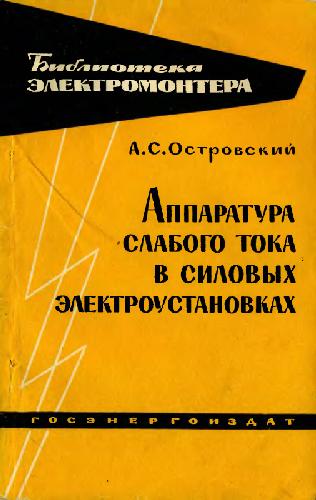 Библиотека
ЭЛЕКТРОМОНТЕРА
А.С.Островский
Аппаратура
слабого тока
в силовых
электроустановках
ГОСЭНЕРГОИЗДАТ